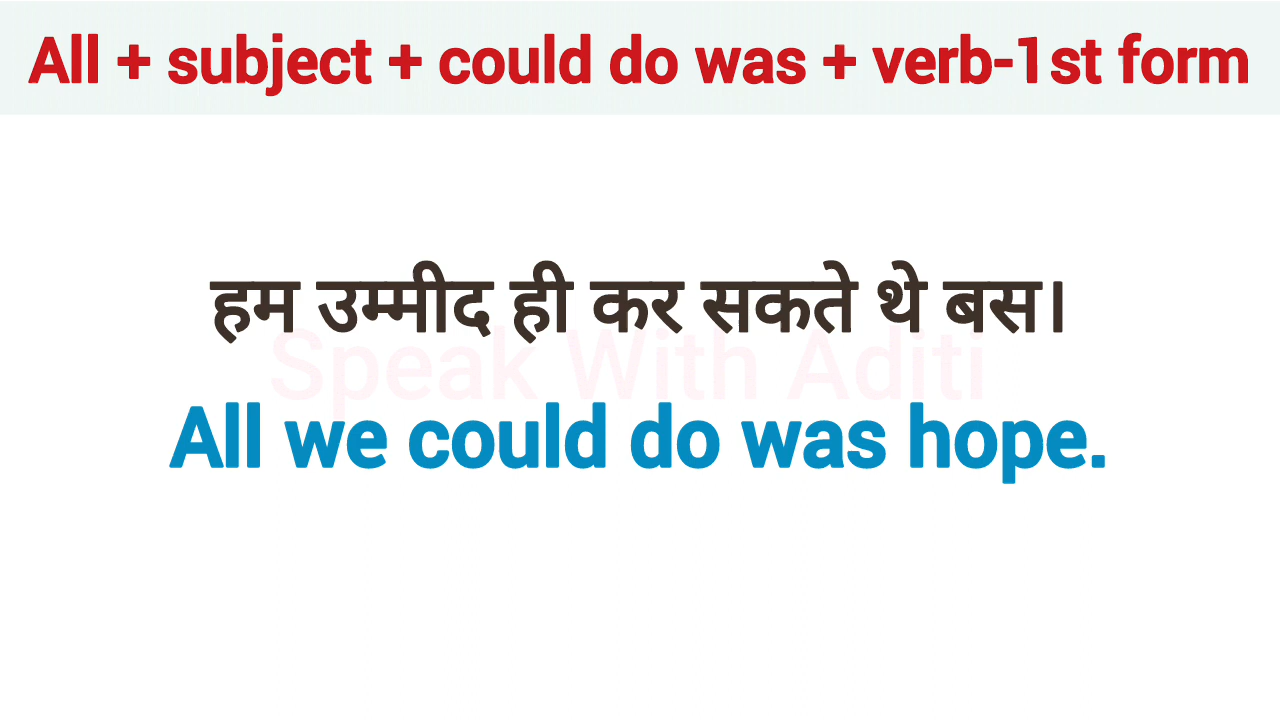 All + subject + could do was + verb-1st form
हम उम्मीद ही कर सकते थे बस।
Speak With Aditi
All we could do was hope.